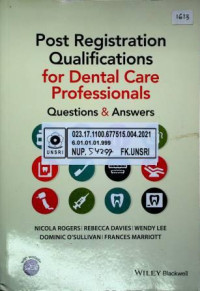 1613
Post Registration
Qualifications
for Dental Care
Professionals
Questions & Answers
023.17.1100.677515.004.2021
6.01.01.01.999
UNSRI
NUP. 54299 FK.UNSRI
NICOLA ROGERS | REBECCA DAVIES | WENDY LEE
DOMINIC O'SULLIVAN | FRANCES MARRIOTT
WILEY Blackwell